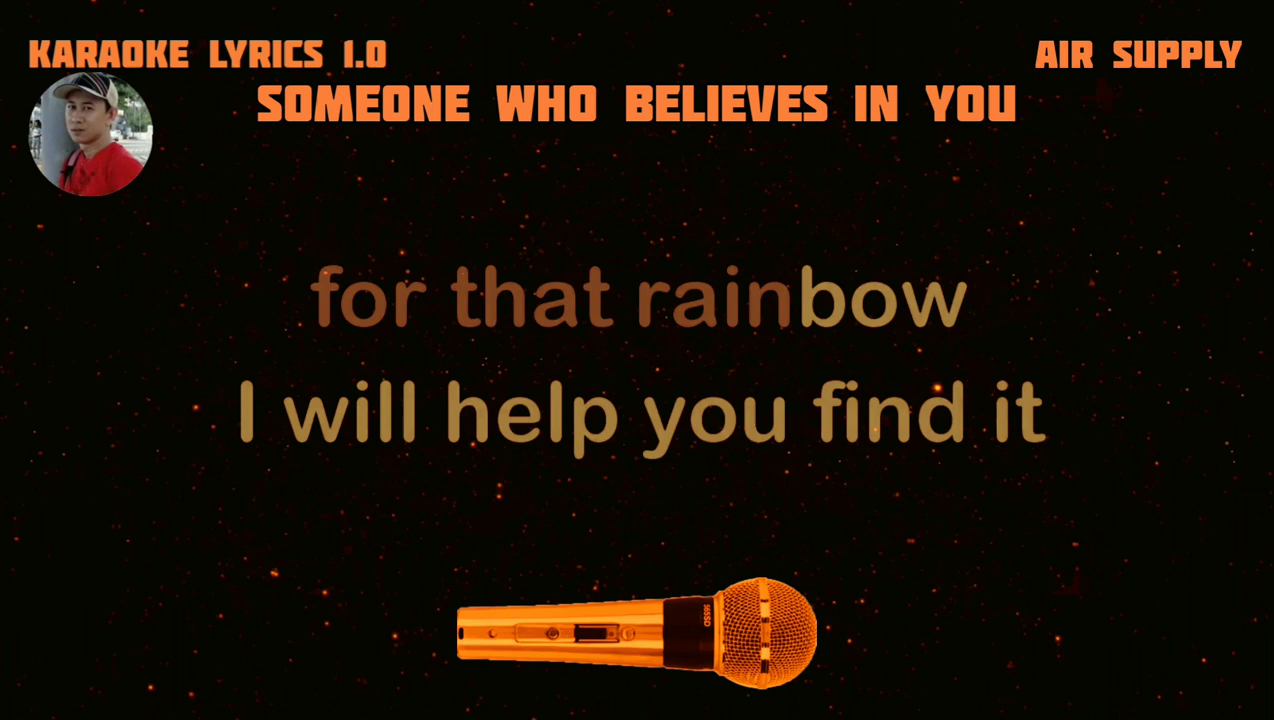 KARAOKE LYRICS 1.0
AIR SUPPLY
SOMEONE WHO BELIEVES IN YOU
for that rainbow
I will help you find it
565SD